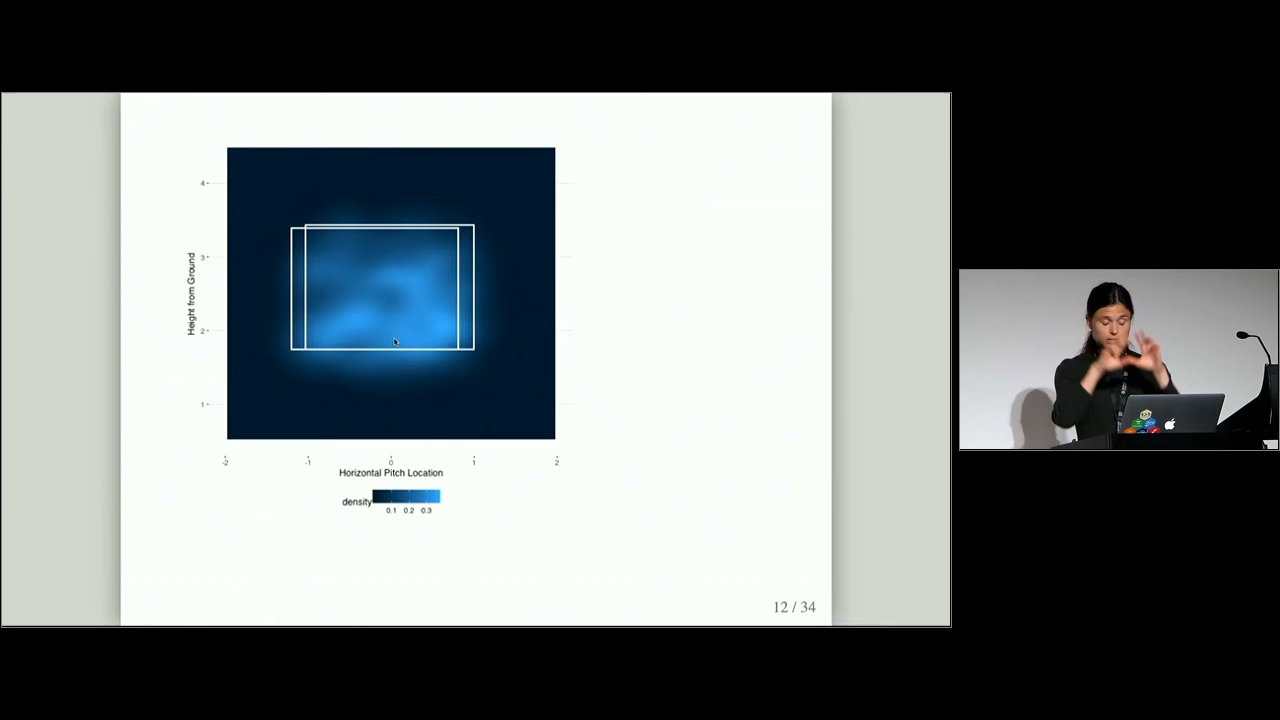 4
3
2
1
Height from Ground
-2 -1 0 1 2
Horizontal Pitch Location
density
0.1 0.2 0.3
12 / 34